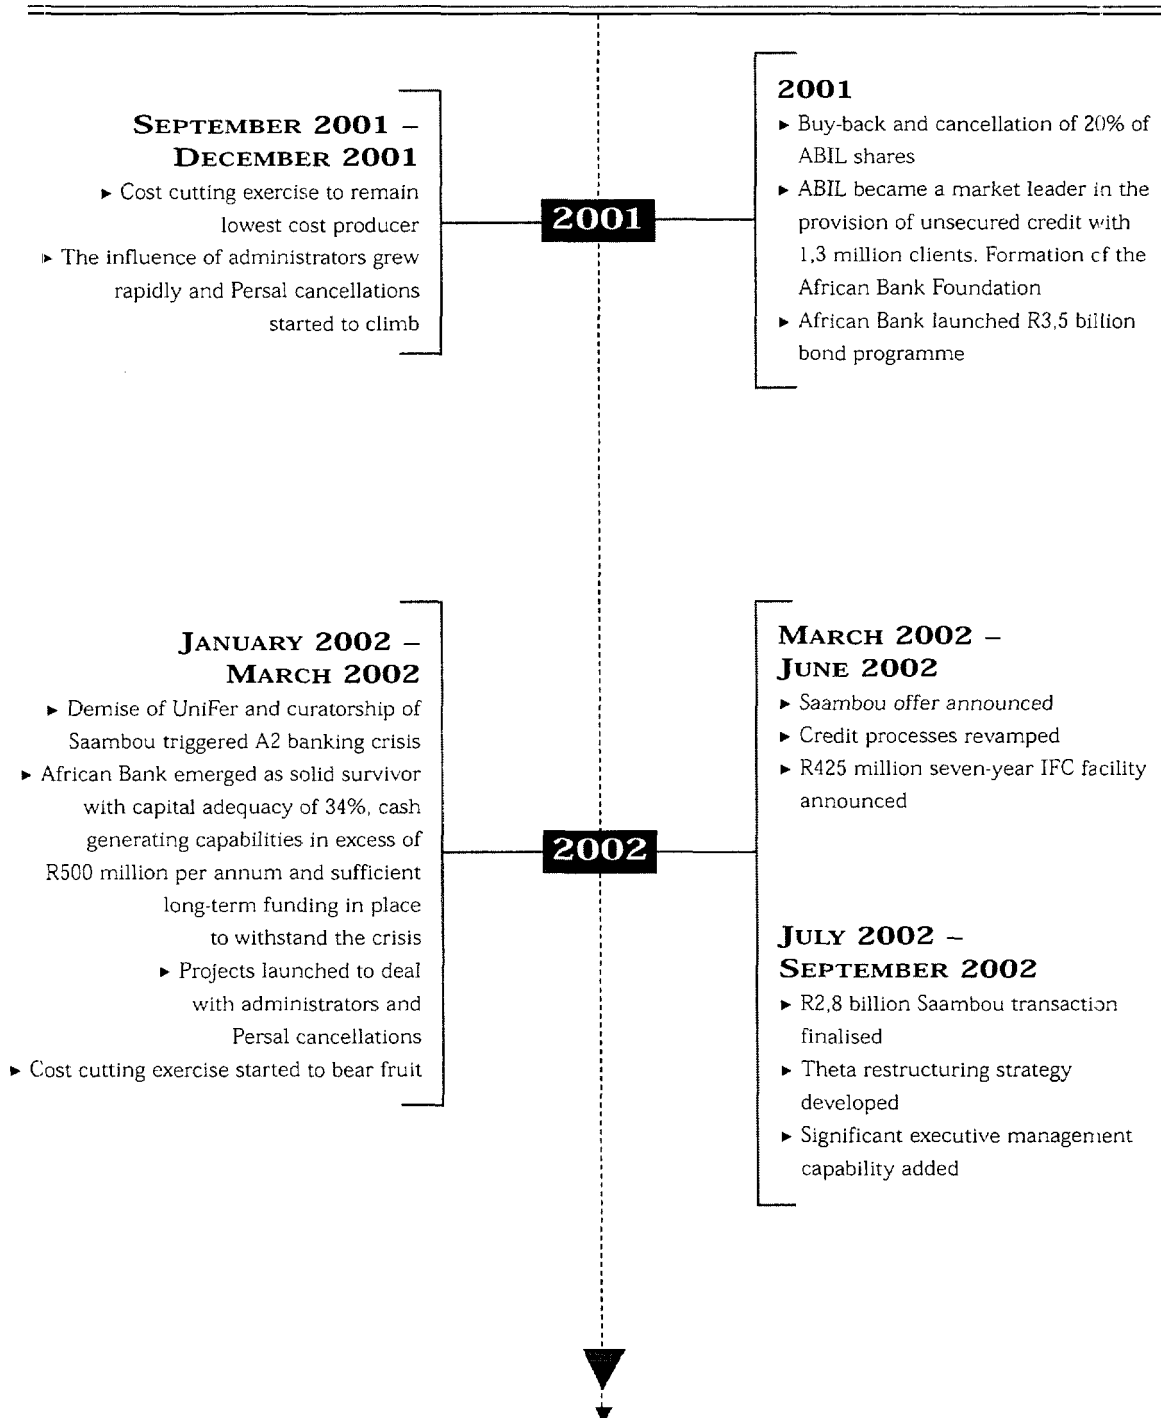 SEPTEMBER 2001 –
DECEMBER 2001
► Cost cutting exercise to remain
lowest cost producer
► The influence of administrators grew
rapidly and Persal cancellations
started to climb
2001
2001
► Buy-back and cancellation of 20% of
ABIL shares
► ABIL became a market leader in the
provision of unsecured credit with
1,3 million clients. Formation of the
African Bank Foundation
► African Bank launched R3,5 billion
bond programme
JANUARY 2002 –
MARCH 2002
► Demise of UniFer and curatorship of
Saambou triggered A2 banking crisis
► African Bank emerged as solid survivor
with capital adequacy of 34%, cash
generating capabilities in excess of
R500 million per annum and sufficient
long-term funding in place
to withstand the crisis
► Projects launched to deal
with administrators and
Persal cancellations
► Cost cutting exercise started to bear fruit
2002
MARCH 2002 –
JUNE 2002
► Saambou offer announced
► Credit processes revamped
► R425 million seven-year IFC facility
announced
JULY 2002 –
SEPTEMBER 2002
► R2,8 billion Saambou transaction
finalised
► Theta restructuring strategy
developed
► Significant executive management
capability added